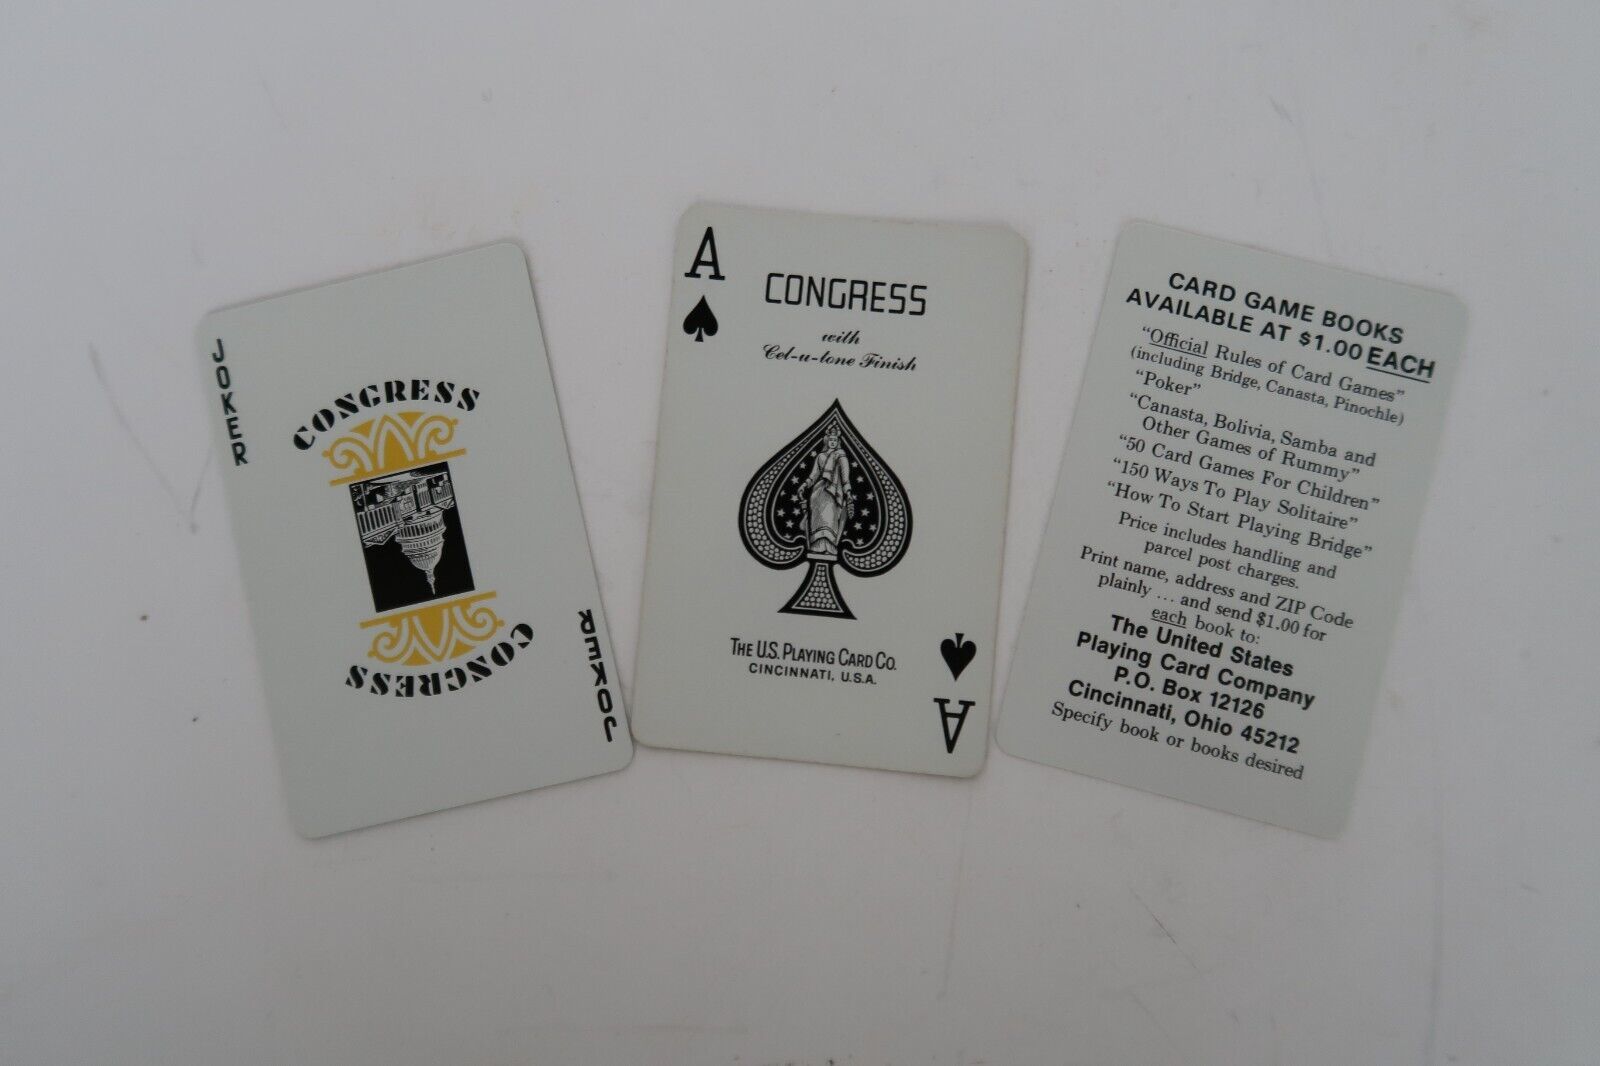 JOKER
CONGRESS
CONGRESS
JOKER
A
CONGRESS
with
Cel-u-tone Finish
THE U.S. PLAYING CARD CO.
CINCINNATI, U.S.A.
A
CARD GAME BOOKS
AVAILABLE AT $1.00 EACH
"Official Rules of Card Games"
(including Bridge, Canasta, Pinochle)
"Poker"
"Canasta, Bolivia, Samba and
Other Games of Rummy"
"50 Card Games For Children"
"150 Ways To Play Solitaire"
"How To Start Playing Bridge"
Price includes handling and
parcel post charges.
Print name, address and ZIP Code
plainly ... and send $1.00 for
each book to:
The United States
Playing Card Company
P.O. Box 12126
Cincinnati, Ohio 45212
Specify book or books desired